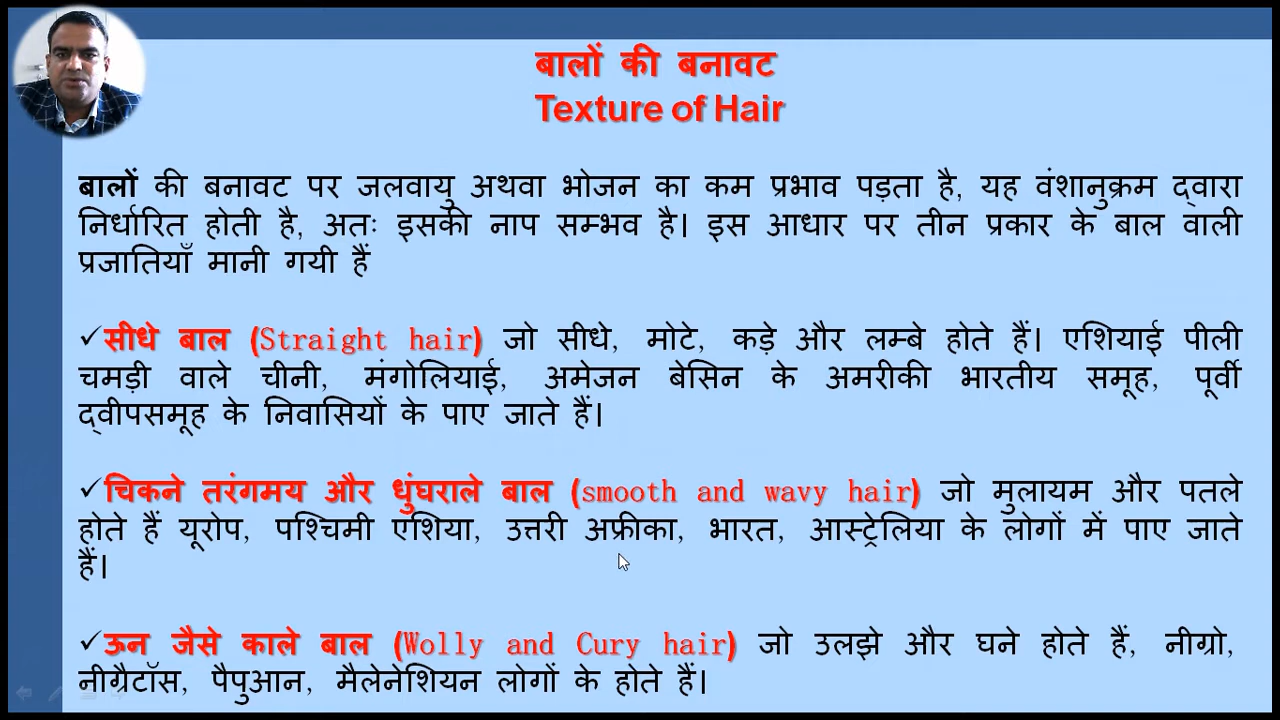 बालों की बनावट
Texture of Hair
बालों की बनावट पर जलवायु अथवा भोजन का कम प्रभाव पड़ता है, यह वंशानुक्रम द्वारा
निर्धारित होती है, अतः इसकी नाप सम्भव है। इस आधार पर तीन प्रकार के बाल वाली
प्रजातियाँ मानी गयी हैं
✓सीधे बाल (Straight hair) जो सीधे, मोटे, कड़े और लम्बे होते हैं। एशियाई पीली
चमड़ी वाले चीनी, मंगोलियाई, अमेजन बेसिन के अमरीकी भारतीय समूह, पूर्वी
द्वीपसमूह के निवासियों के पाए जाते हैं।
✓चिकने तरंगमय और धुंघराले बाल (smooth and wavy hair) जो मुलायम और पतले
होते हैं यूरोप, पश्चिमी एशिया, उत्तरी अफ्रीका, भारत, आस्ट्रेलिया के लोगों में पाए जाते
हैं।
✓ऊन जैसे काले बाल (Wolly and Cury hair) जो उलझे और घने होते हैं, नीग्रो,
नीग्रैटॉस, पैपुआन, मैलेनेशियन लोगों के होते हैं।